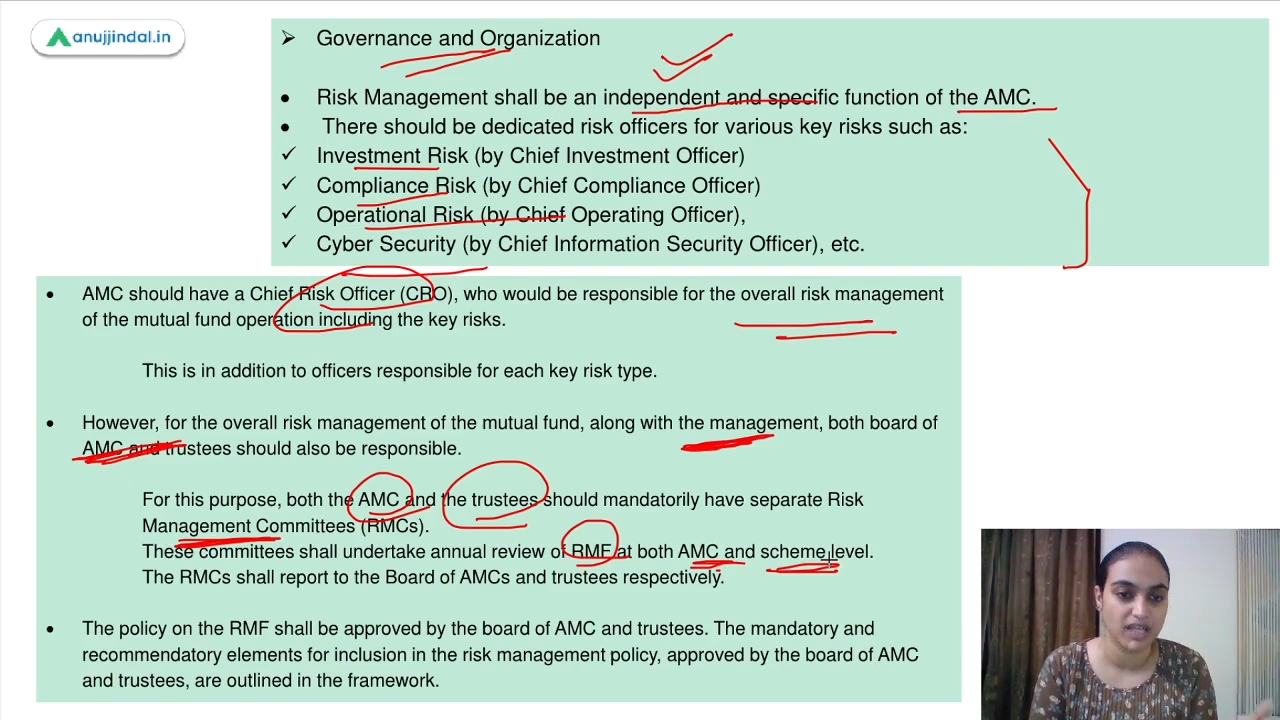 anujjindal.in
➢ Governance and Organization
• Risk Management shall be an independent and specific function of the AMC.
• There should be dedicated risk officers for various key risks such as:
✓ Investment Risk (by Chief Investment Officer)
✓ Compliance Risk (by Chief Compliance Officer)
✓ Operational Risk (by Chief Operating Officer),
✓ Cyber Security (by Chief Information Security Officer), etc.
• AMC should have a Chief Risk Officer (CRO), who would be responsible for the overall risk management
of the mutual fund operation including the key risks.
This is in addition to officers responsible for each key risk type.
• However, for the overall risk management of the mutual fund, along with the management, both board of
AMC and trustees should also be responsible.
For this purpose, both the AMC and the trustees should mandatorily have separate Risk
Management Committees (RMCs).
These committees shall undertake annual review of RMF at both AMC and scheme level.
The RMCs shall report to the Board of AMCs and trustees respectively.
• The policy on the RMF shall be approved by the board of AMC and trustees. The mandatory and
recommendatory elements for inclusion in the risk management policy, approved by the board of AMC
and trustees, are outlined in the framework.